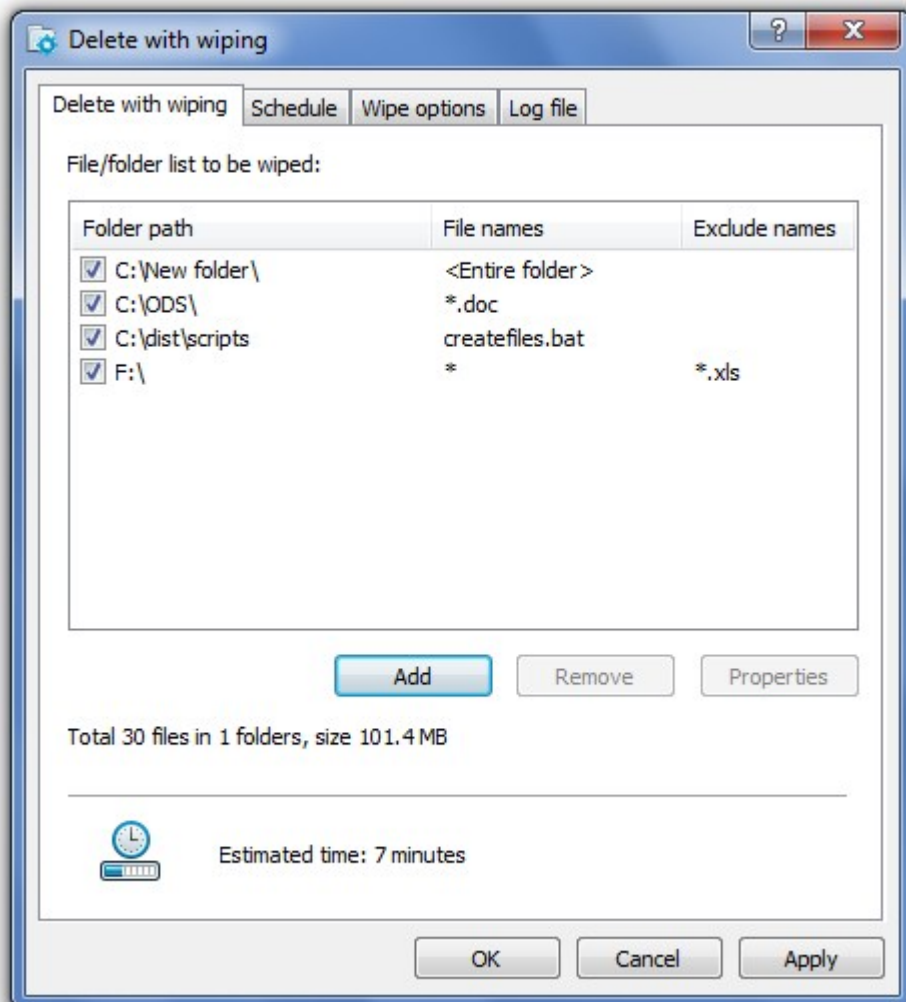 Delete with wiping
Delete with wiping Schedule Wipe options Log file
File/folder list to be wiped:
Folder path File names Exclude names
C:\New folder\ <Entire folder>
C:\ODS\ *.doc
C:\dist\scripts createfiles.bat
F:\ * *.xls
Add Remove Properties
Total 30 files in 1 folders, size 101.4 MB
Estimated time: 7 minutes
OK Cancel Apply